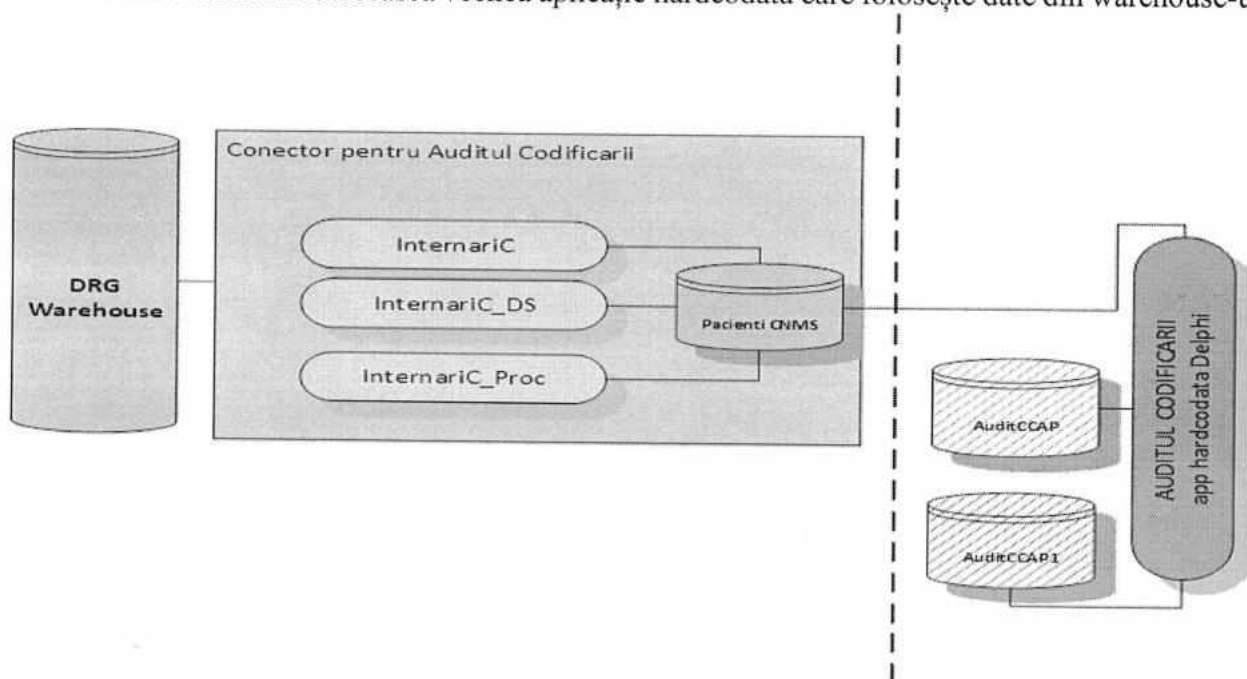 aplicație hardcodată care folosește date din warehouse-u
Conector pentru Auditul Codificarii
DRG
Warehouse
InternariC
InternariC_DS
InternariC_Proc
Pacienti CNMS
AuditCCAP
AuditCCAP1
AUDITUL CODIFICARII
app hardcodata Delphi